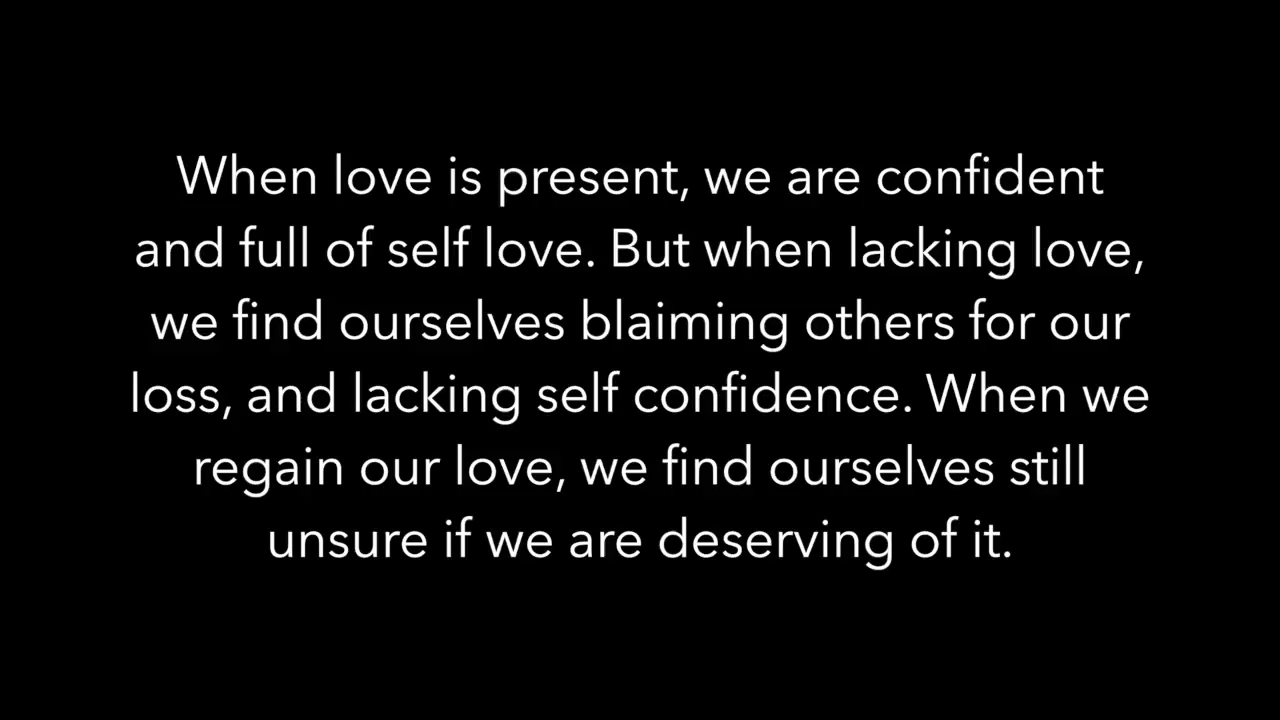 When love is present, we are confident
and full of self love. But when lacking love,
we find ourselves blaiming others for our
loss, and lacking self confidence. When we
regain our love, we find ourselves still
unsure if we are deserving of it.